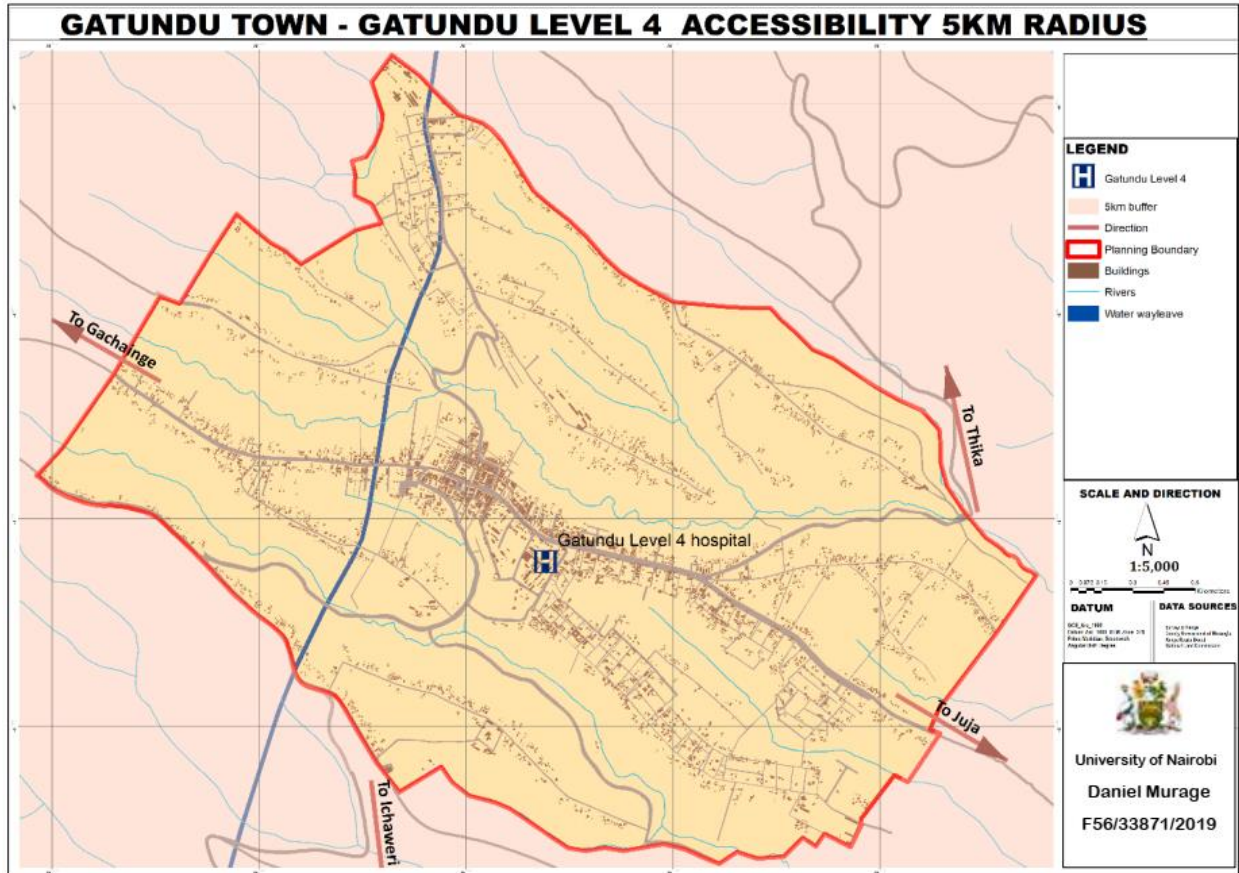 GATUNDU TOWN - GATUNDU LEVEL 4 ACCESSIBILITY 5KM RADIUS
To Gachainge
To Thika
Gatundu Level 4 hospital
H
To Juja
To Ichaweri
LEGEND
H Gatundu Level 4
5km buffer
Direction
Planning Boundary
Buildings
Rivers
Water wayleave
SCALE AND DIRECTION
N
1:5,000
Kilometers
DATUM
DATA SOURCES
University of Nairobi
Daniel Murage
F56/33871/2019